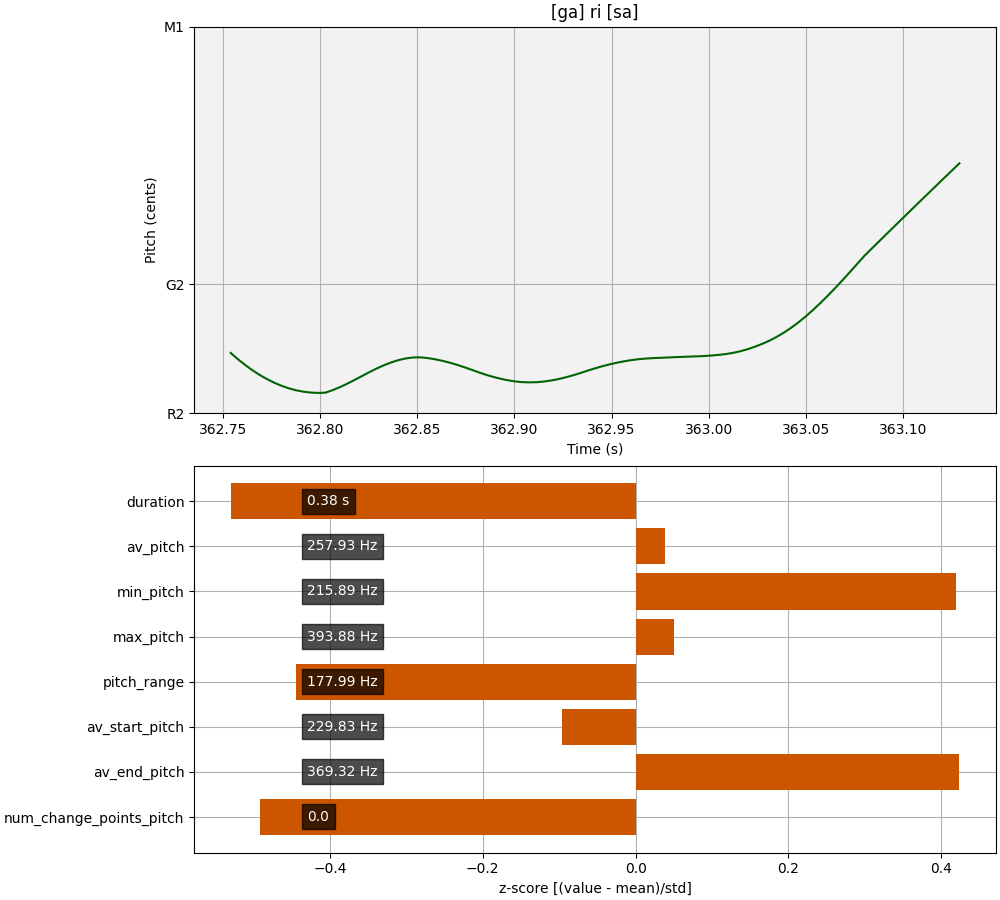 [ga] ri [sa]
M1
G2
R2
Pitch (cents)
362.75 362.80 362.85 362.90 362.95 363.00 363.05 363.10
Time (s)
duration 0.38 s
av_pitch 257.93 Hz
min_pitch 215.89 Hz
max_pitch 393.88 Hz
pitch_range 177.99 Hz
av_start_pitch 229.83 Hz
av_end_pitch 369.32 Hz
num_change_points_pitch 0.0
−0.4 −0.2 0.0 0.2 0.4
z-score [(value - mean)/std]